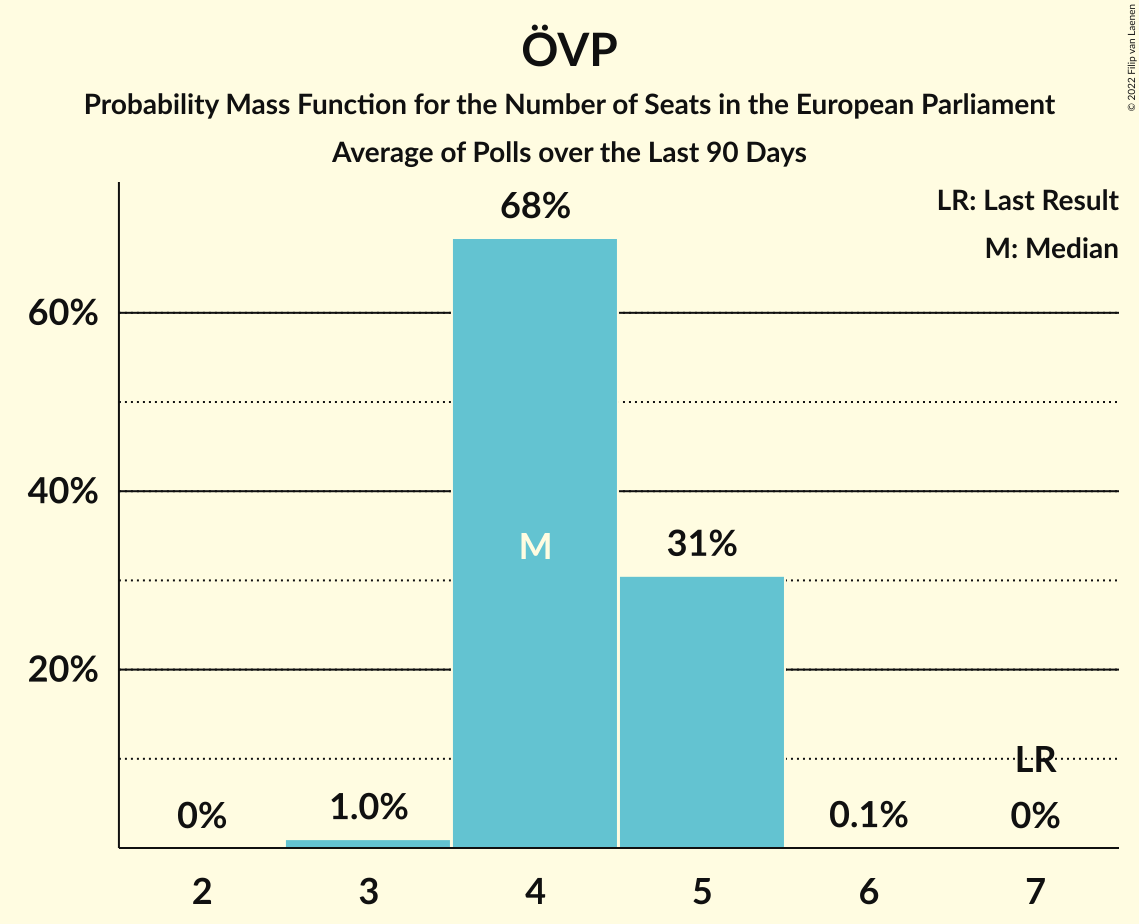 ÖVP
Probability Mass Function for the Number of Seats in the European Parliament
Average of Polls over the Last 90 Days
© 2022 Filip van Laenen
LR: Last Result
M: Median
68%
60%
40%
M
31%
20%
LR
0%
1.0%
0.1%
0%
2
3
4
5
6
7